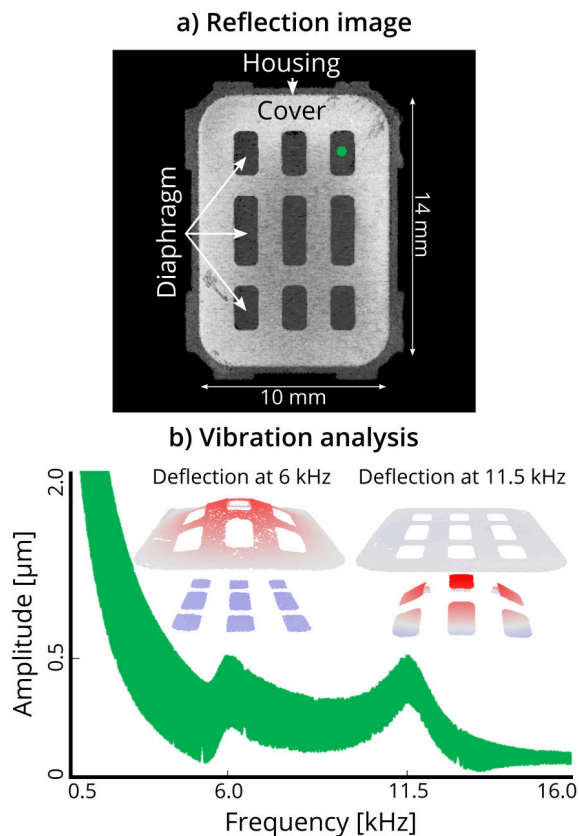 a) Reflection image
Housing
Cover
Diaphragm
14 mm
10 mm
b) Vibration analysis
Deflection at 6 kHz
Deflection at 11.5 kHz
Amplitude [µm]
2.0
0.5
0
0.5
6.0
11.5
16.0
Frequency [kHz]